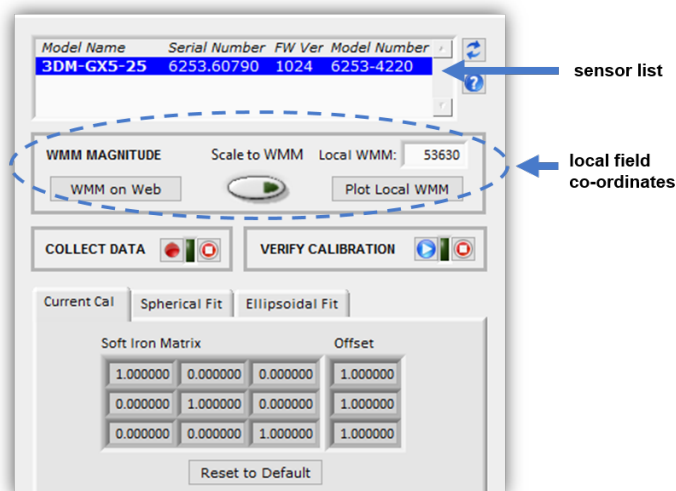 Model Name Serial Number FW Ver Model Number
3DM-GX5-25 6253.60790 1024 6253-4220
sensor list
WMM MAGNITUDE Scale to WMM Local WMM: 53630
WMM on Web Plot Local WMM
local field
co-ordinates
COLLECT DATA VERIFY CALIBRATION
Current Cal Spherical Fit Ellipsoidal Fit
Soft Iron Matrix Offset
1.000000 0.000000 0.000000 1.000000
0.000000 1.000000 0.000000 1.000000
0.000000 0.000000 1.000000 1.000000
Reset to Default